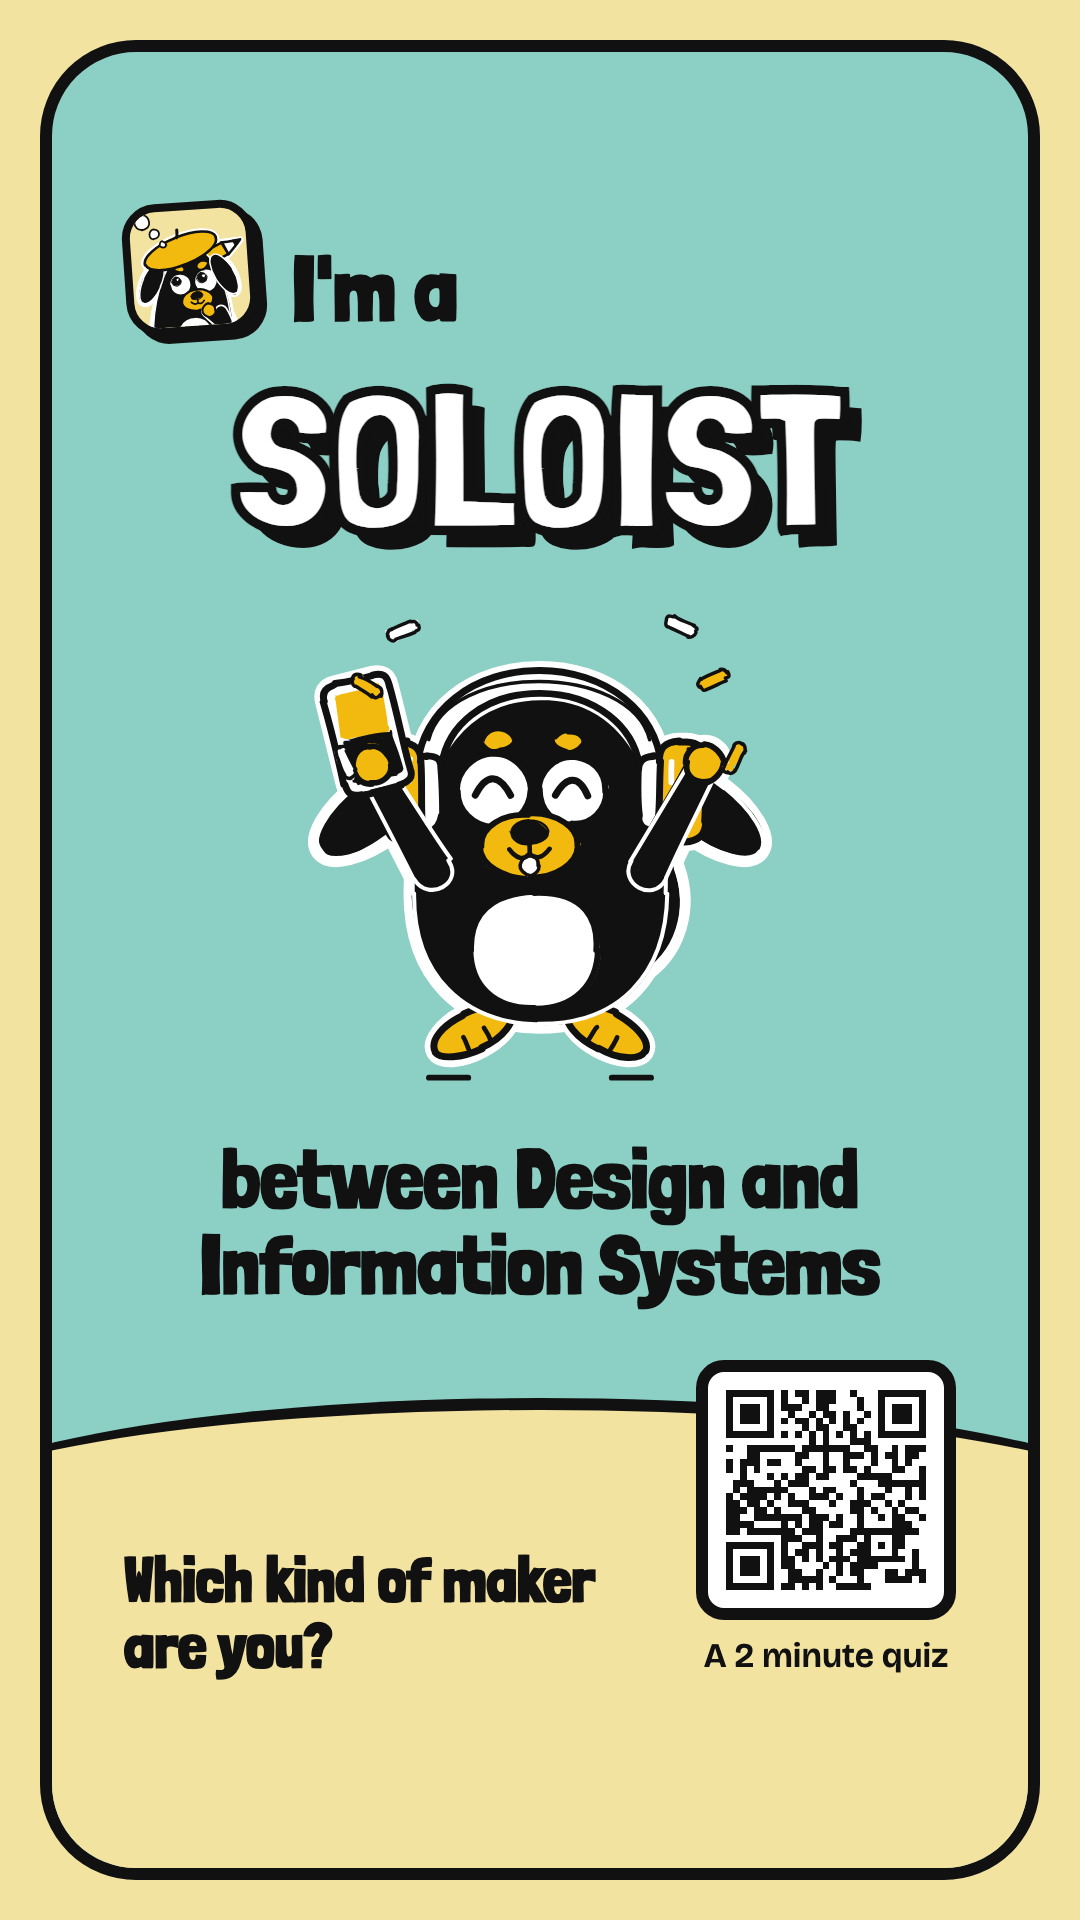 I'm a
SOLOIST
between Design and
Information Systems
Which kind of maker
are you?
A 2 minute quiz